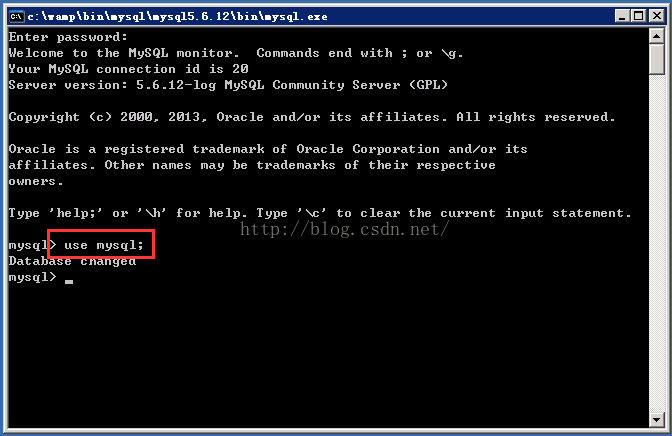 c:\wamp\bin\mysql\mysql5.6.12\bin\mysql.exe
Enter password:
Welcome to the MySQL monitor.  Commands end with ; or \g.
Your MySQL connection id is 20
Server version: 5.6.12-log MySQL Community Server (GPL)
Copyright (c) 2000, 2013, Oracle and/or its affiliates. All rights reserved.
Oracle is a registered trademark of Oracle Corporation and/or its
affiliates. Other names may be trademarks of their respective
owners.
Type 'help;' or '\h' for help. Type '\c' to clear the current input statement.
http://blog.csdn.net/
mysql> use mysql;
Database changed
mysql>